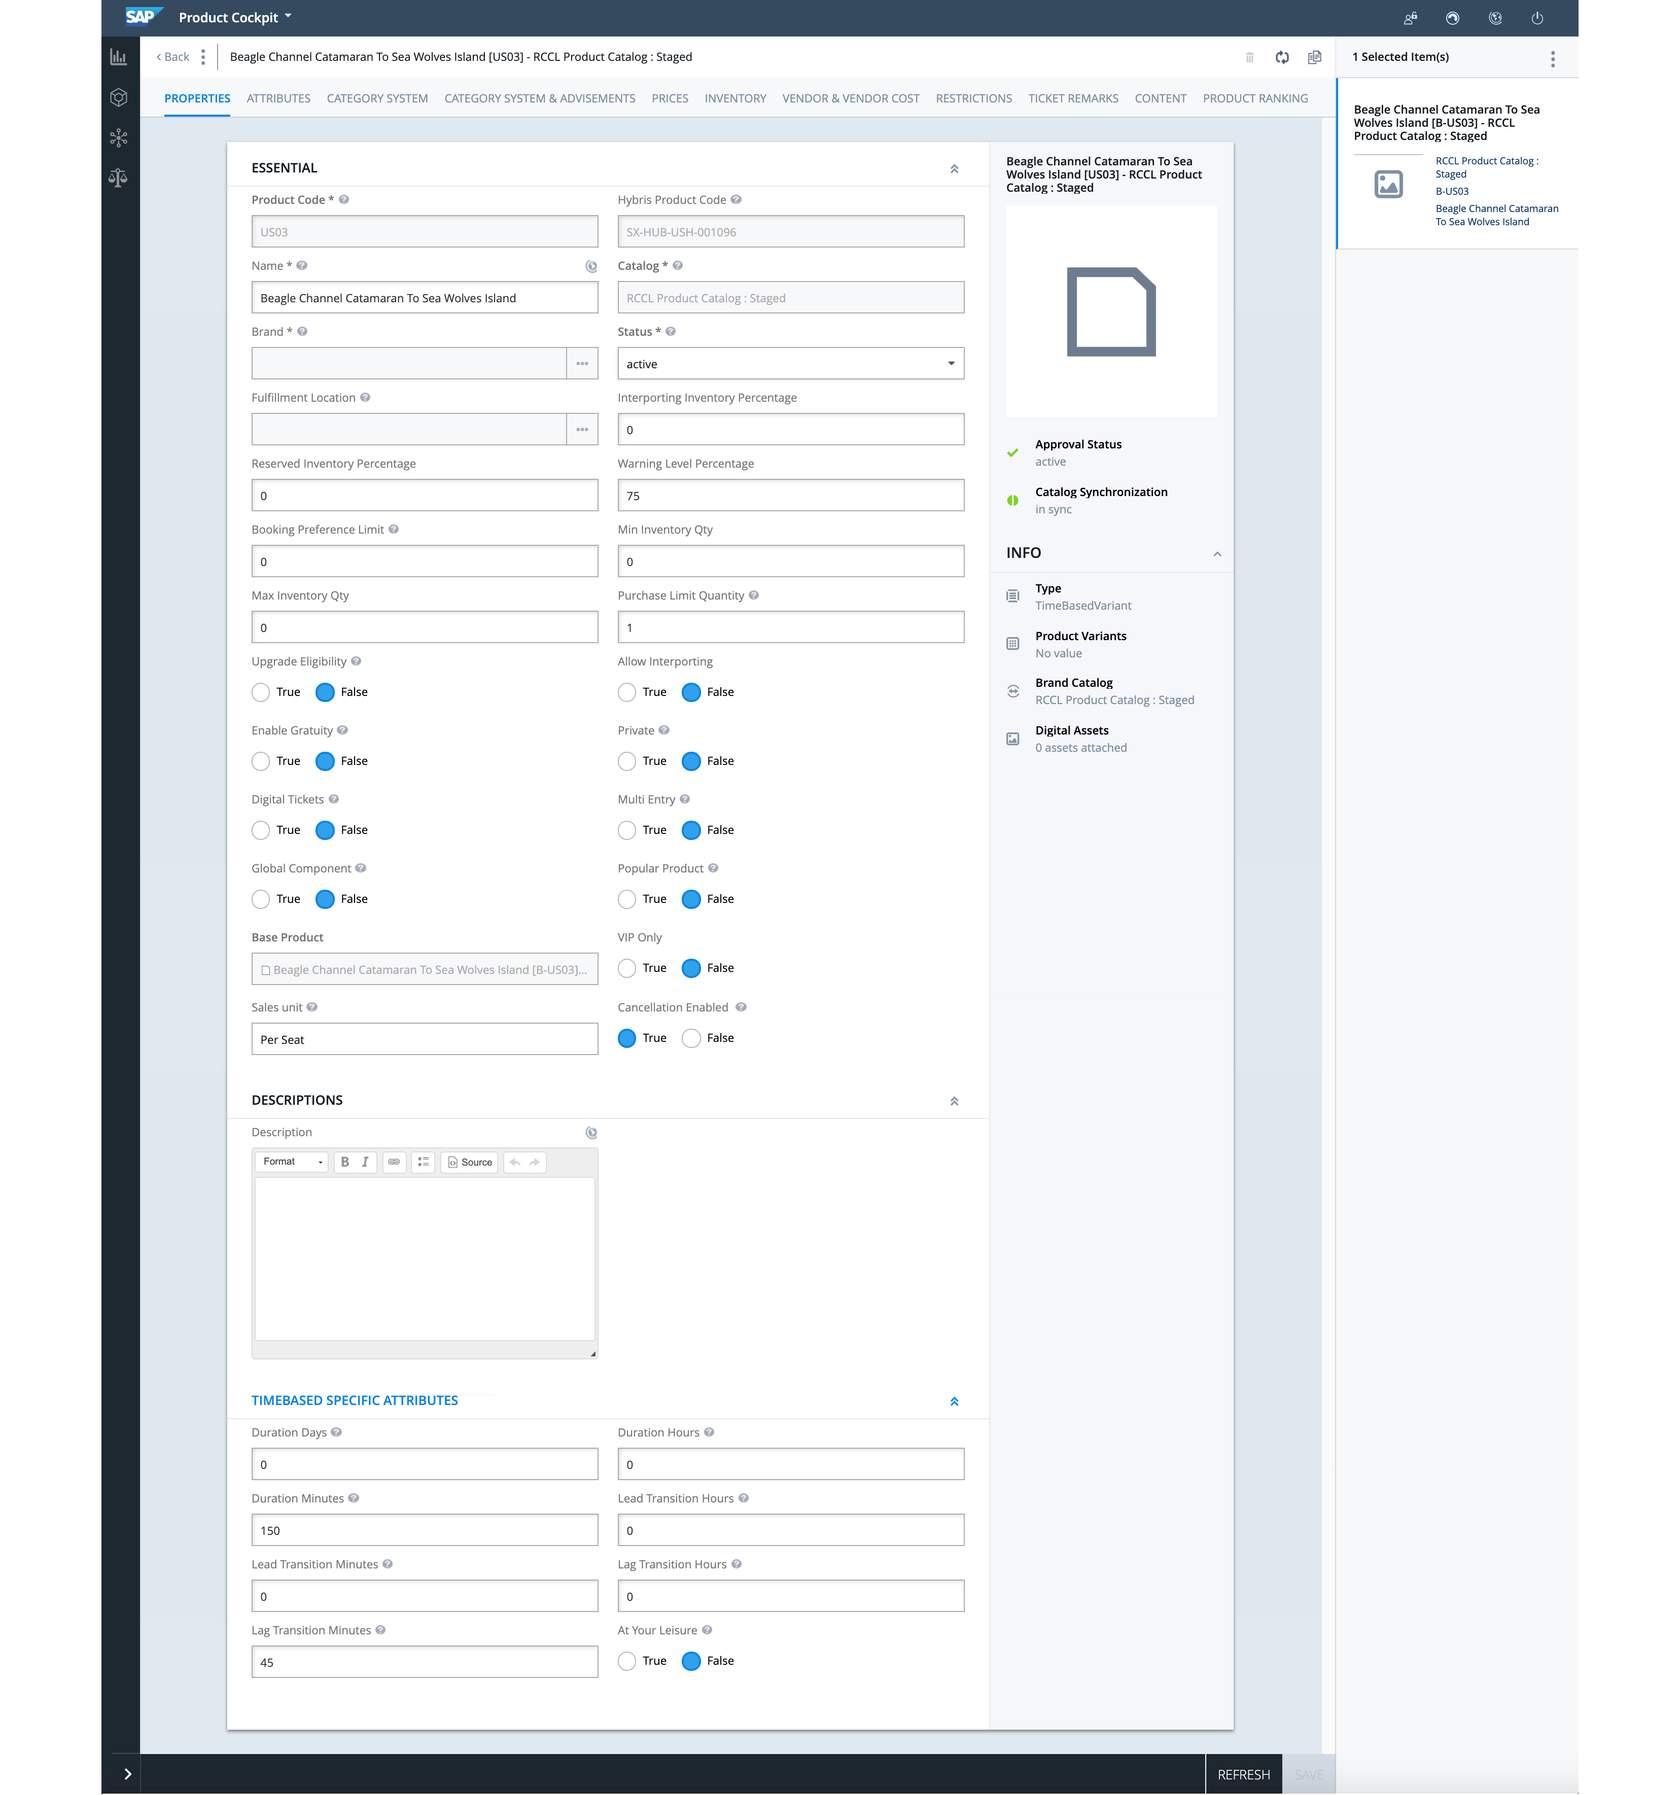 SAP Product Cockpit
Back
Beagle Channel Catamaran To Sea Wolves Island [US03] - RCCL Product Catalog : Staged
1 Selected Item(s)
PROPERTIES ATTRIBUTES CATEGORY SYSTEM CATEGORY SYSTEM & ADVISEMENTS PRICES INVENTORY VENDOR & VENDOR COST RESTRICTIONS TICKET REMARKS CONTENT PRODUCT RANKING
ESSENTIAL
Product Code *
Hybris Product Code
US03
SX-HUB-USH-001096
Name *
Catalog *
Beagle Channel Catamaran To Sea Wolves Island
RCCL Product Catalog : Staged
Brand *
Status *
active
Fulfillment Location
Interporting Inventory Percentage
0
Reserved Inventory Percentage
Warning Level Percentage
0
75
Booking Preference Limit
Min Inventory Qty
0
0
Max Inventory Qty
Purchase Limit Quantity
0
1
Upgrade Eligibility
Allow Interporting
True False
True False
Enable Gratuity
Private
True False
True False
Digital Tickets
Multi Entry
True False
True False
Global Component
Popular Product
True False
True False
Base Product
VIP Only
Beagle Channel Catamaran To Sea Wolves Island [B-US03]...
True False
Sales unit
Cancellation Enabled
Per Seat
True False
DESCRIPTIONS
Description
Format B I Source
TIMEBASED SPECIFIC ATTRIBUTES
Duration Days
Duration Hours
0
0
Duration Minutes
Lead Transition Hours
150
0
Lead Transition Minutes
Lag Transition Hours
0
0
Lag Transition Minutes
At Your Leisure
45
True False
Beagle Channel Catamaran To Sea
Wolves Island [US03] - RCCL Product
Catalog : Staged
Approval Status
active
Catalog Synchronization
in sync
INFO
Type
TimeBasedVariant
Product Variants
No value
Brand Catalog
RCCL Product Catalog : Staged
Digital Assets
0 assets attached
Beagle Channel Catamaran To Sea
Wolves Island [B-US03] - RCCL
Product Catalog : Staged
RCCL Product Catalog :
Staged
B-US03
Beagle Channel Catamaran
To Sea Wolves Island
REFRESH
SAVE